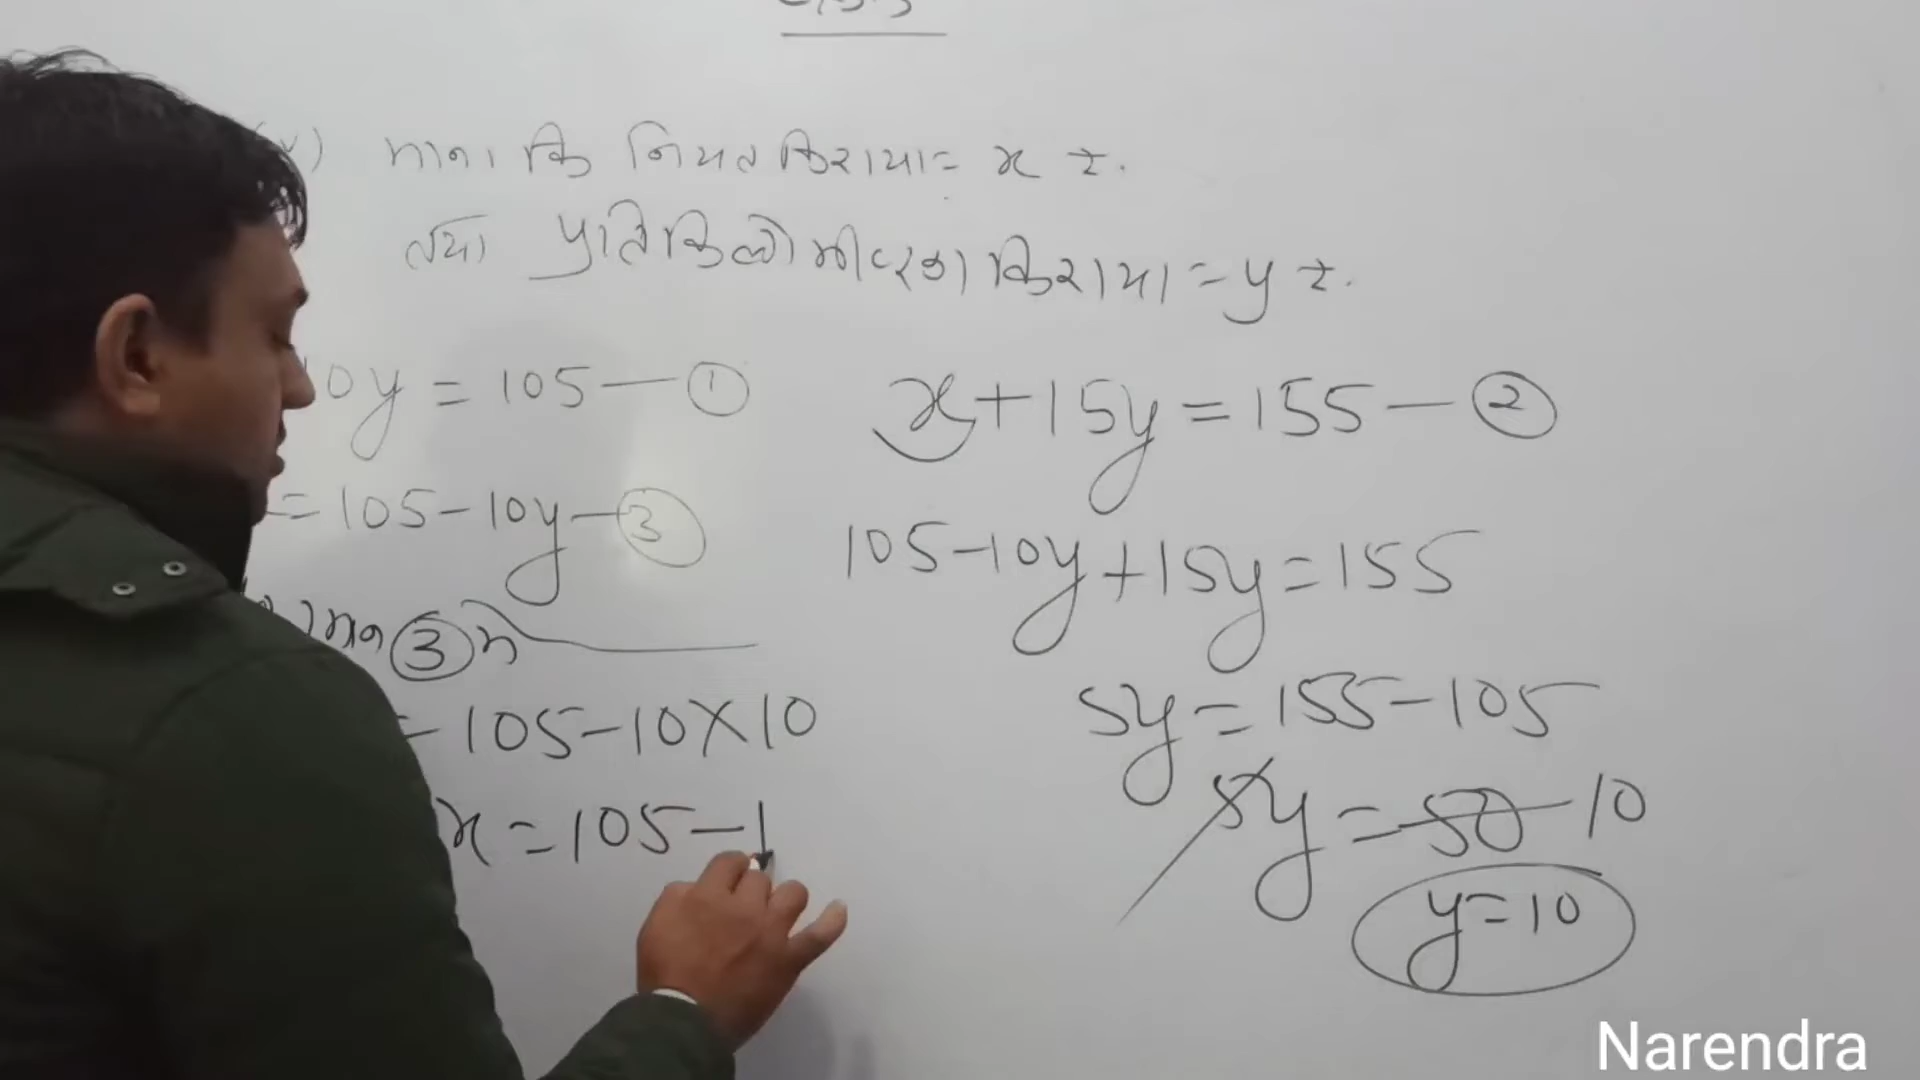 माना कि नियत किराया = x रु.
तथा प्रति किलोमीटर का किराया = y रु.
0y = 105 — ①
x + 15y = 155 — ②
= 105 - 10y — ③
105 - 10y + 15y = 155
मान ③ में
5y = 155 - 105
- 105 - 10 × 10
5y = 50 10
x = 105 - 1
y = 10
Narendra